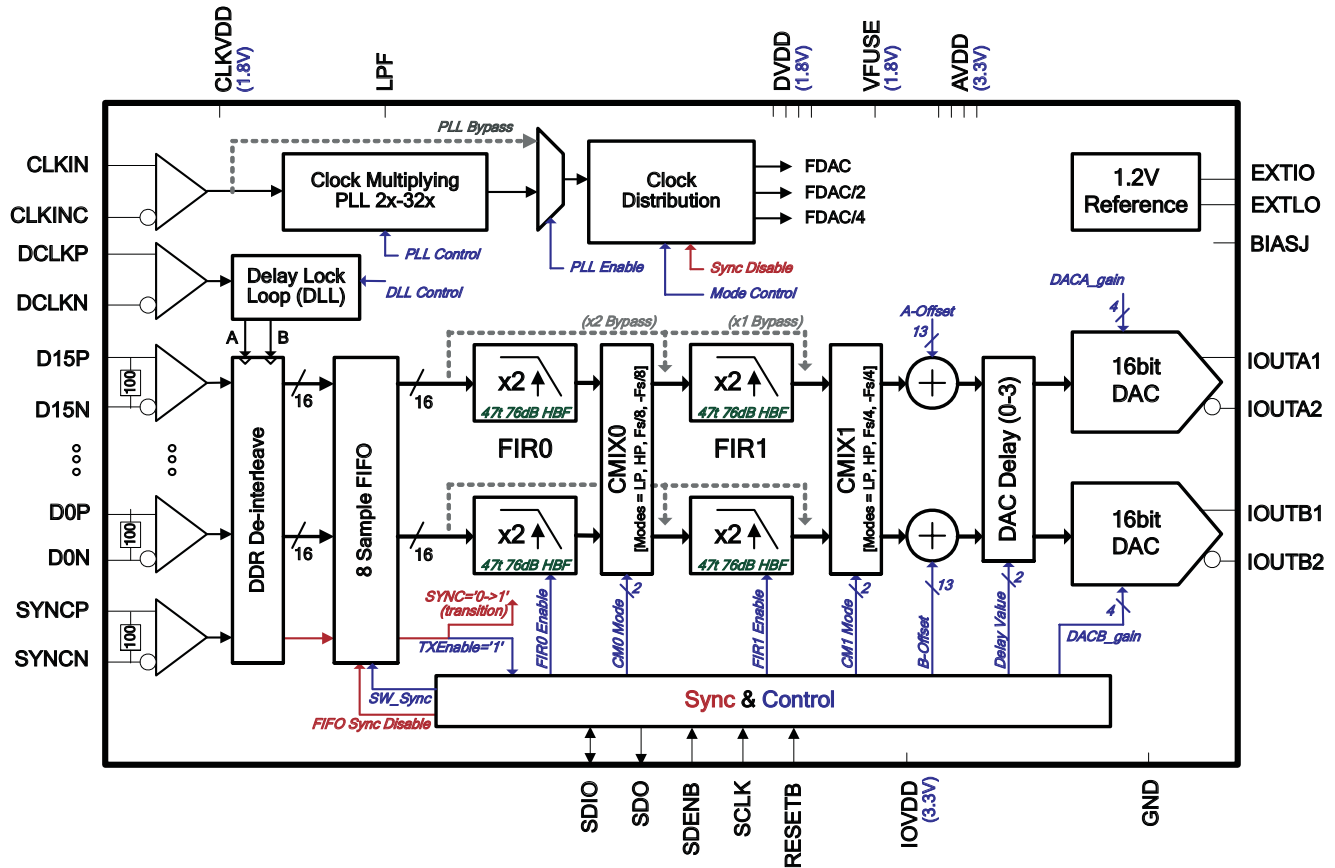 CLKVDD
(1.8V)
LPF
DVDD
(1.8V)
VFUSE
(1.8V)
AVDD
(3.3V)
PLL Bypass
CLKIN
CLKINC
Clock Multiplying
PLL 2x-32x
Clock
Distribution
FDAC
FDAC/2
FDAC/4
1.2V
Reference
EXTIO
EXTLO
BIASJ
PLL Control
PLL Enable
Sync Disable
Mode Control
DCLKP
DCLKN
Delay Lock
Loop (DLL)
DLL Control
A
B
DACA_gain
4
A-Offset
13
(x2 Bypass)
(x1 Bypass)
D15P
100
D15N
DDR De-interleave
16
8 Sample FIFO
16
x2
47t 76dB HBF
FIR0
CMIX0
[Modes = LP, HP, Fs/8, -Fs/8]
x2
47t 76dB HBF
FIR1
CMIX1
[Modes = LP, HP, Fs/4, -Fs/4]
DAC Delay (0-3)
16bit
DAC
IOUTA1
IOUTA2
D0P
100
D0N
16
16
x2
47t 76dB HBF
x2
47t 76dB HBF
16bit
DAC
IOUTB1
IOUTB2
SYNCP
100
SYNCN
SYNC='0->1'
(transition)
TXEnable='1'
FIR0 Enable
CM0 Mode
2
FIR1 Enable
CM1 Mode
2
B-Offset
13
Delay Value
2
4
DACB_gain
SW_Sync
FIFO Sync Disable
Sync & Control
SDIO
SDO
SDENB
SCLK
RESETB
IOVDD
(3.3V)
GND